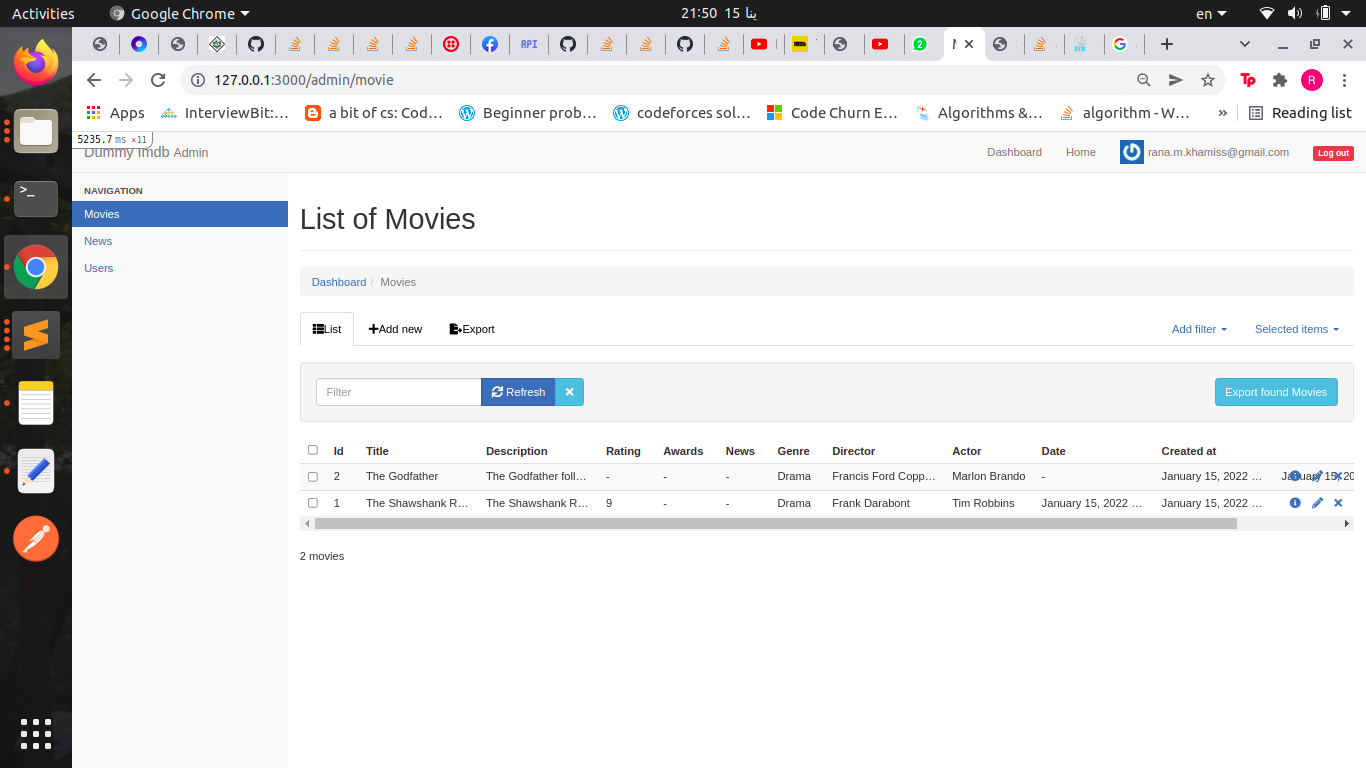 Activities Google Chrome 21:50 15 ينا en
API IMDb 2
127.0.0.1:3000/admin/movie Tp R
Apps InterviewBit:... a bit of cs: Cod... Beginner prob... codeforces sol... Code Churn E... Algorithms &... algorithm - W... » Reading list
5235.7 ms ×11
Dummy Imdb Admin Dashboard Home rana.m.khamiss@gmail.com Log out
NAVIGATION
Movies
News
Users
List of Movies
Dashboard / Movies
List Add new Export Add filter Selected items
Filter Refresh Export found Movies
Id Title Description Rating Awards News Genre Director Actor Date Created at
2 The Godfather The Godfather foll... - - - Drama Francis Ford Copp... Marlon Brando - January 15, 2022 ... January 15, 20
1 The Shawshank R... The Shawshank R... 9 - - Drama Frank Darabont Tim Robbins January 15, 2022 ... January 15, 2022 ...
2 movies